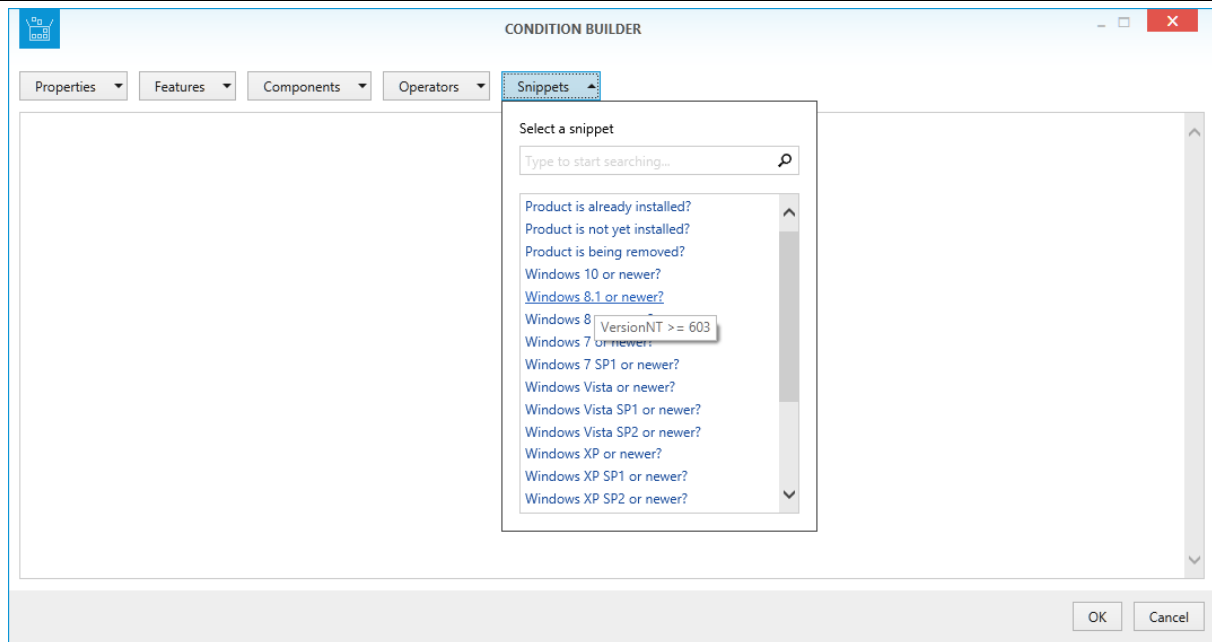 CONDITION BUILDER
Properties Features Components Operators Snippets
Select a snippet
Type to start searching...
Product is already installed?
Product is not yet installed?
Product is being removed?
Windows 10 or newer?
Windows 8.1 or newer?
Windows 8
VersionNT >= 603
Windows 7 or newer?
Windows 7 SP1 or newer?
Windows Vista or newer?
Windows Vista SP1 or newer?
Windows Vista SP2 or newer?
Windows XP or newer?
Windows XP SP1 or newer?
Windows XP SP2 or newer?
OK Cancel